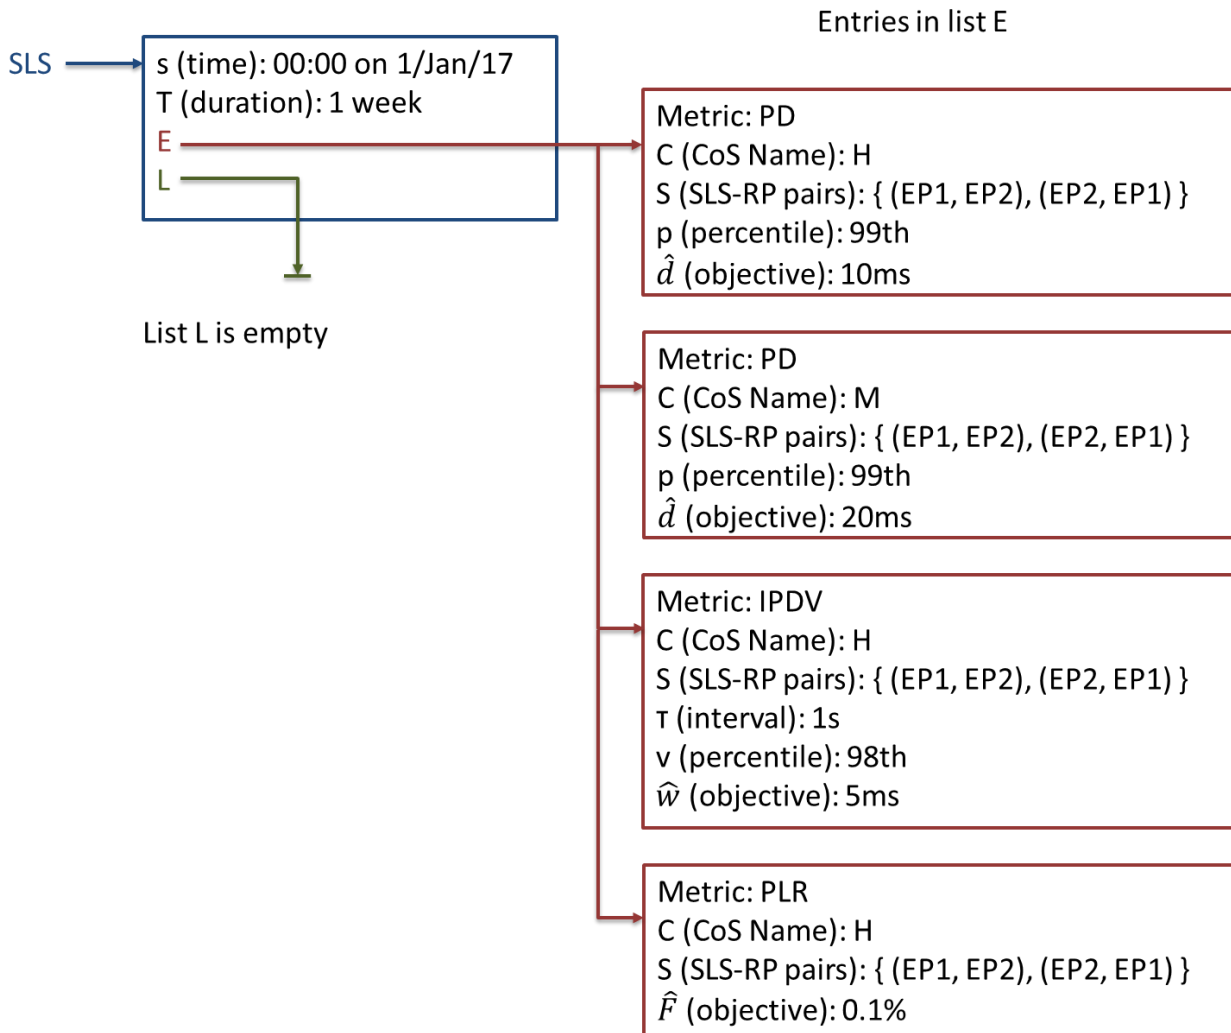 Entries in list E
SLS
s (time): 00:00 on 1/Jan/17
T (duration): 1 week
E
L
List L is empty
Metric: PD
C (CoS Name): H
S (SLS-RP pairs): { (EP1, EP2), (EP2, EP1) }
p (percentile): 99th
d̂ (objective): 10ms
Metric: PD
C (CoS Name): M
S (SLS-RP pairs): { (EP1, EP2), (EP2, EP1) }
p (percentile): 99th
d̂ (objective): 20ms
Metric: IPDV
C (CoS Name): H
S (SLS-RP pairs): { (EP1, EP2), (EP2, EP1) }
τ (interval): 1s
v (percentile): 98th
ŵ (objective): 5ms
Metric: PLR
C (CoS Name): H
S (SLS-RP pairs): { (EP1, EP2), (EP2, EP1) }
F̂ (objective): 0.1%